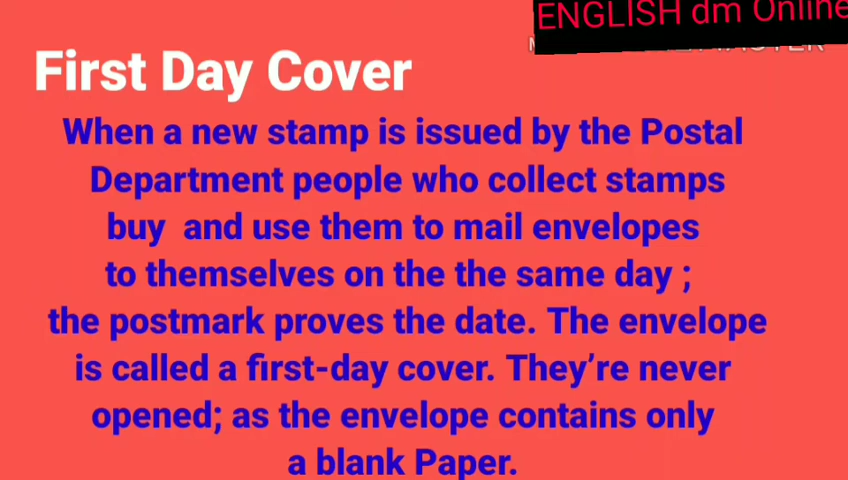 ENGLISH dm Online
First Day Cover
When a new stamp is issued by the Postal
Department people who collect stamps
buy and use them to mail envelopes
to themselves on the the same day ;
the postmark proves the date. The envelope
is called a first-day cover. They’re never
opened; as the envelope contains only
a blank Paper.